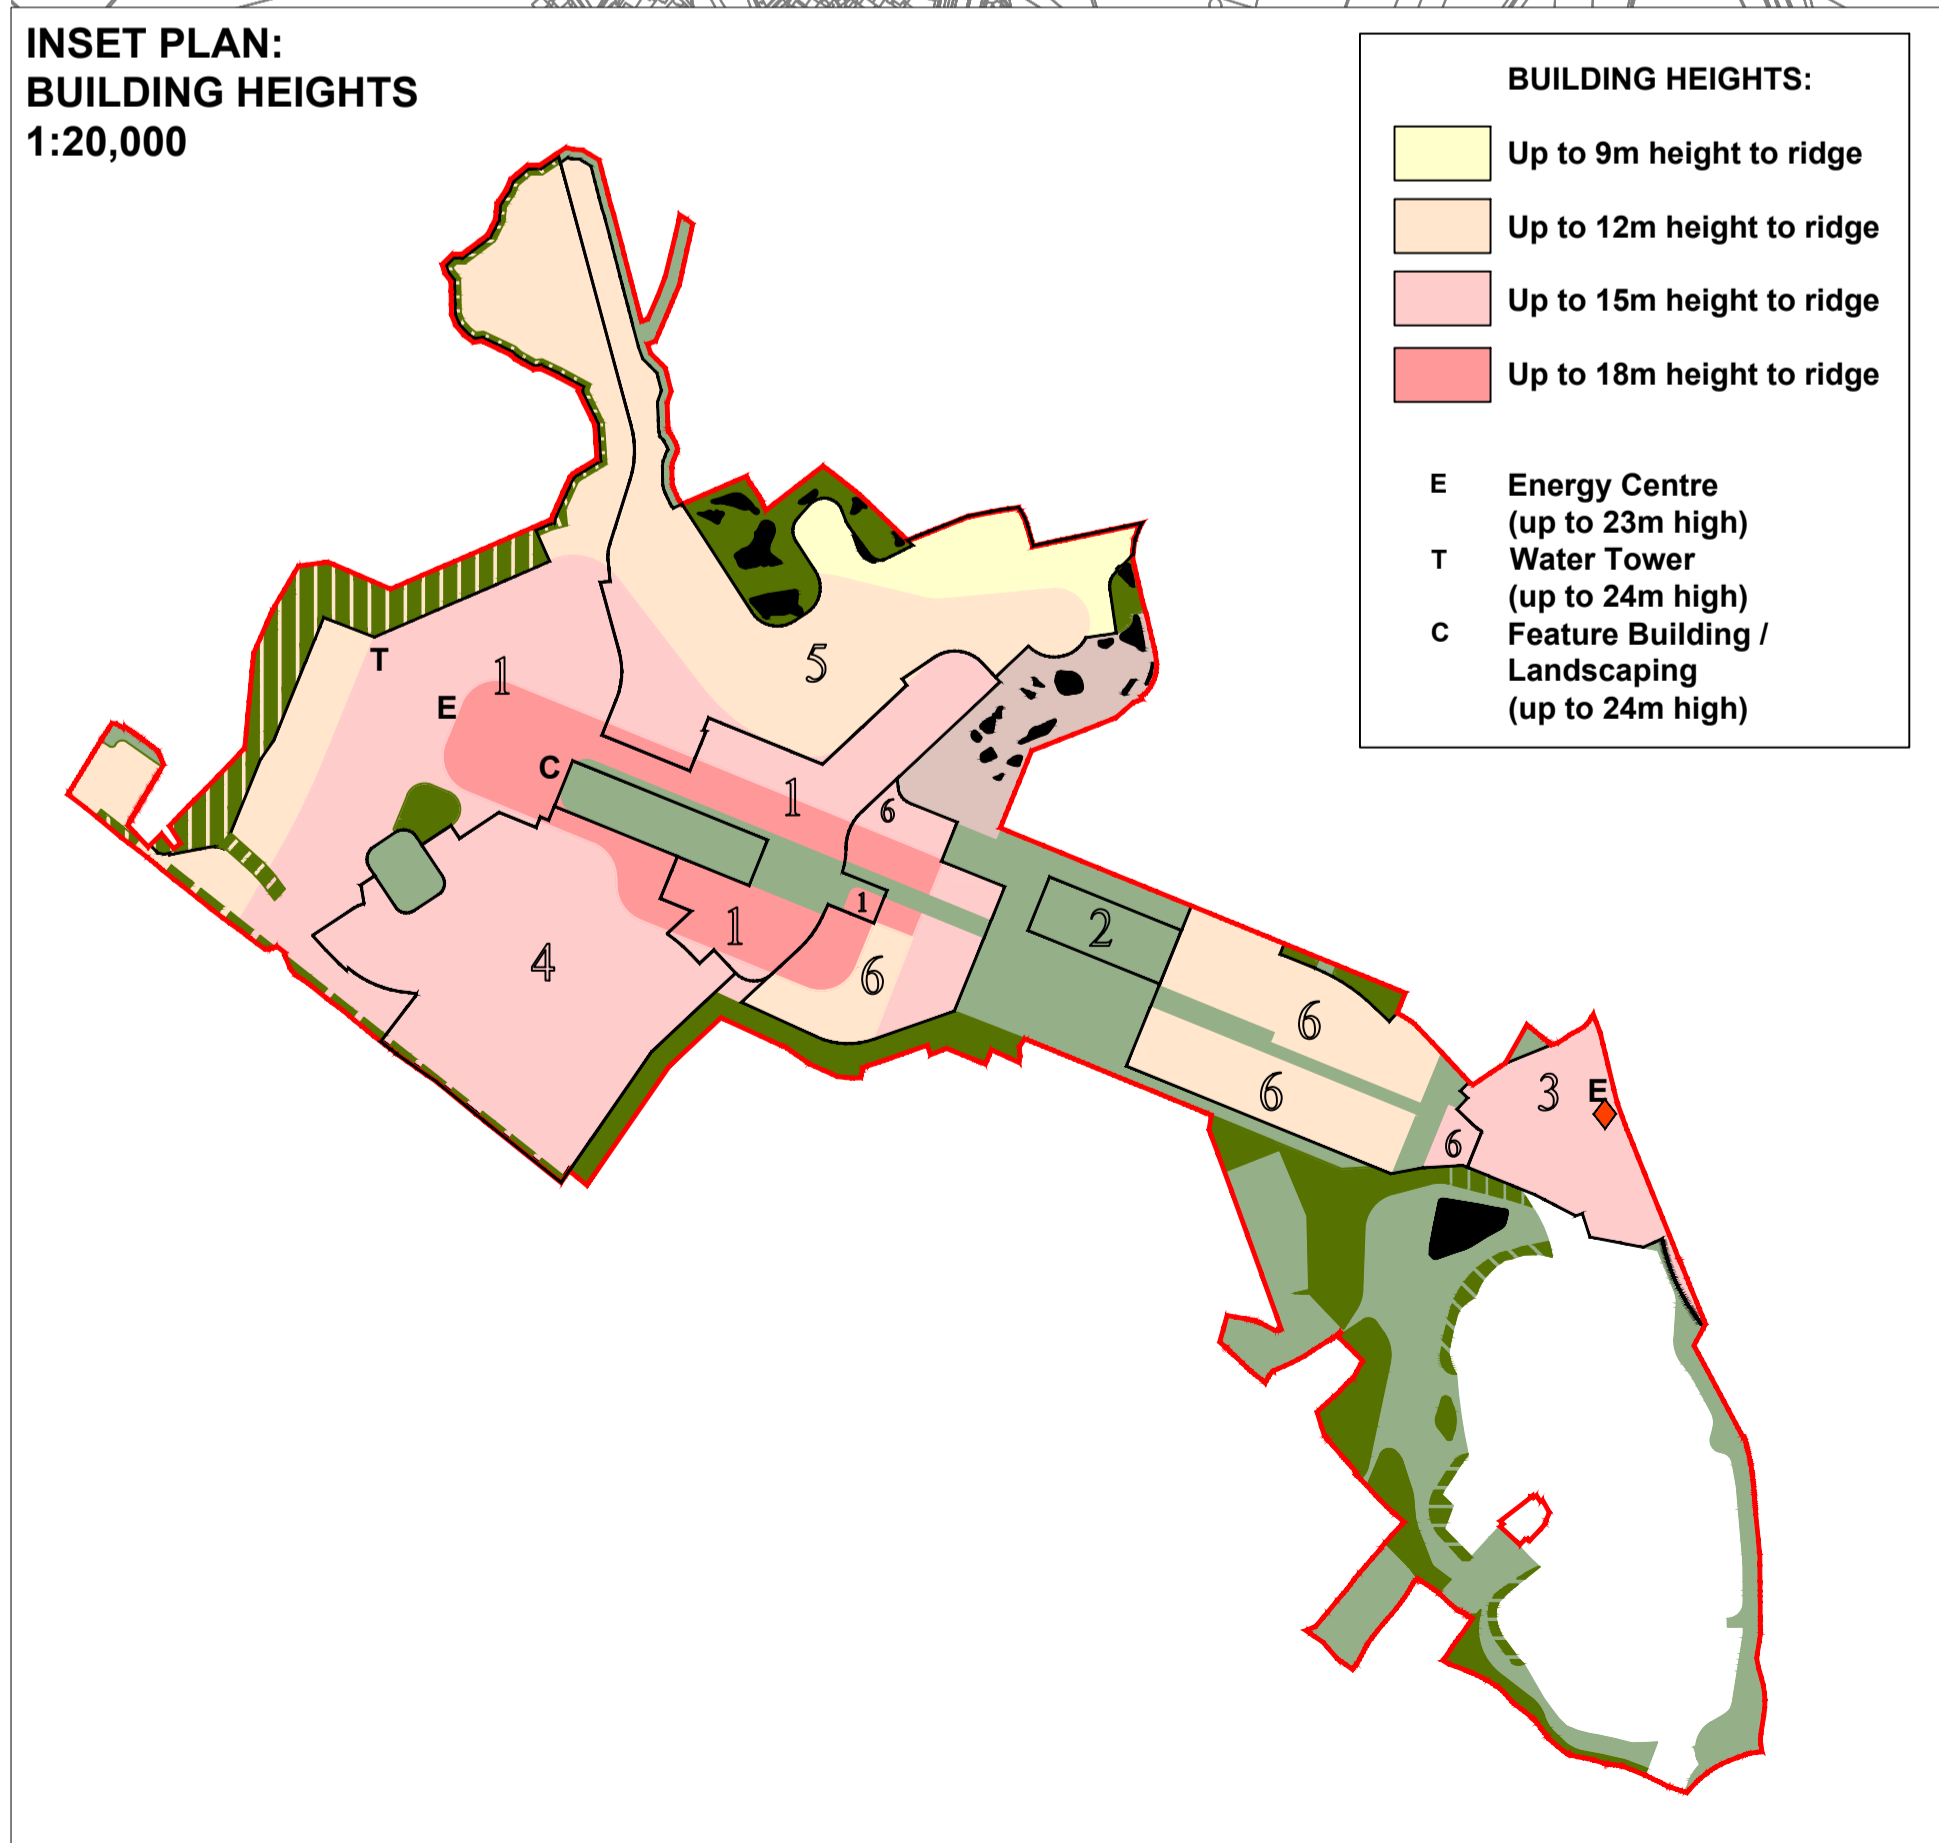 INSET PLAN:
BUILDING HEIGHTS
1:20,000
BUILDING HEIGHTS:
Up to 9m height to ridge
Up to 12m height to ridge
Up to 15m height to ridge
Up to 18m height to ridge
E Energy Centre
(up to 23m high)
T Water Tower
(up to 24m high)
C Feature Building /
Landscaping
(up to 24m high)
T
1
5
E
C
1
6
1
1
2
4
6
6
6
3
E
6